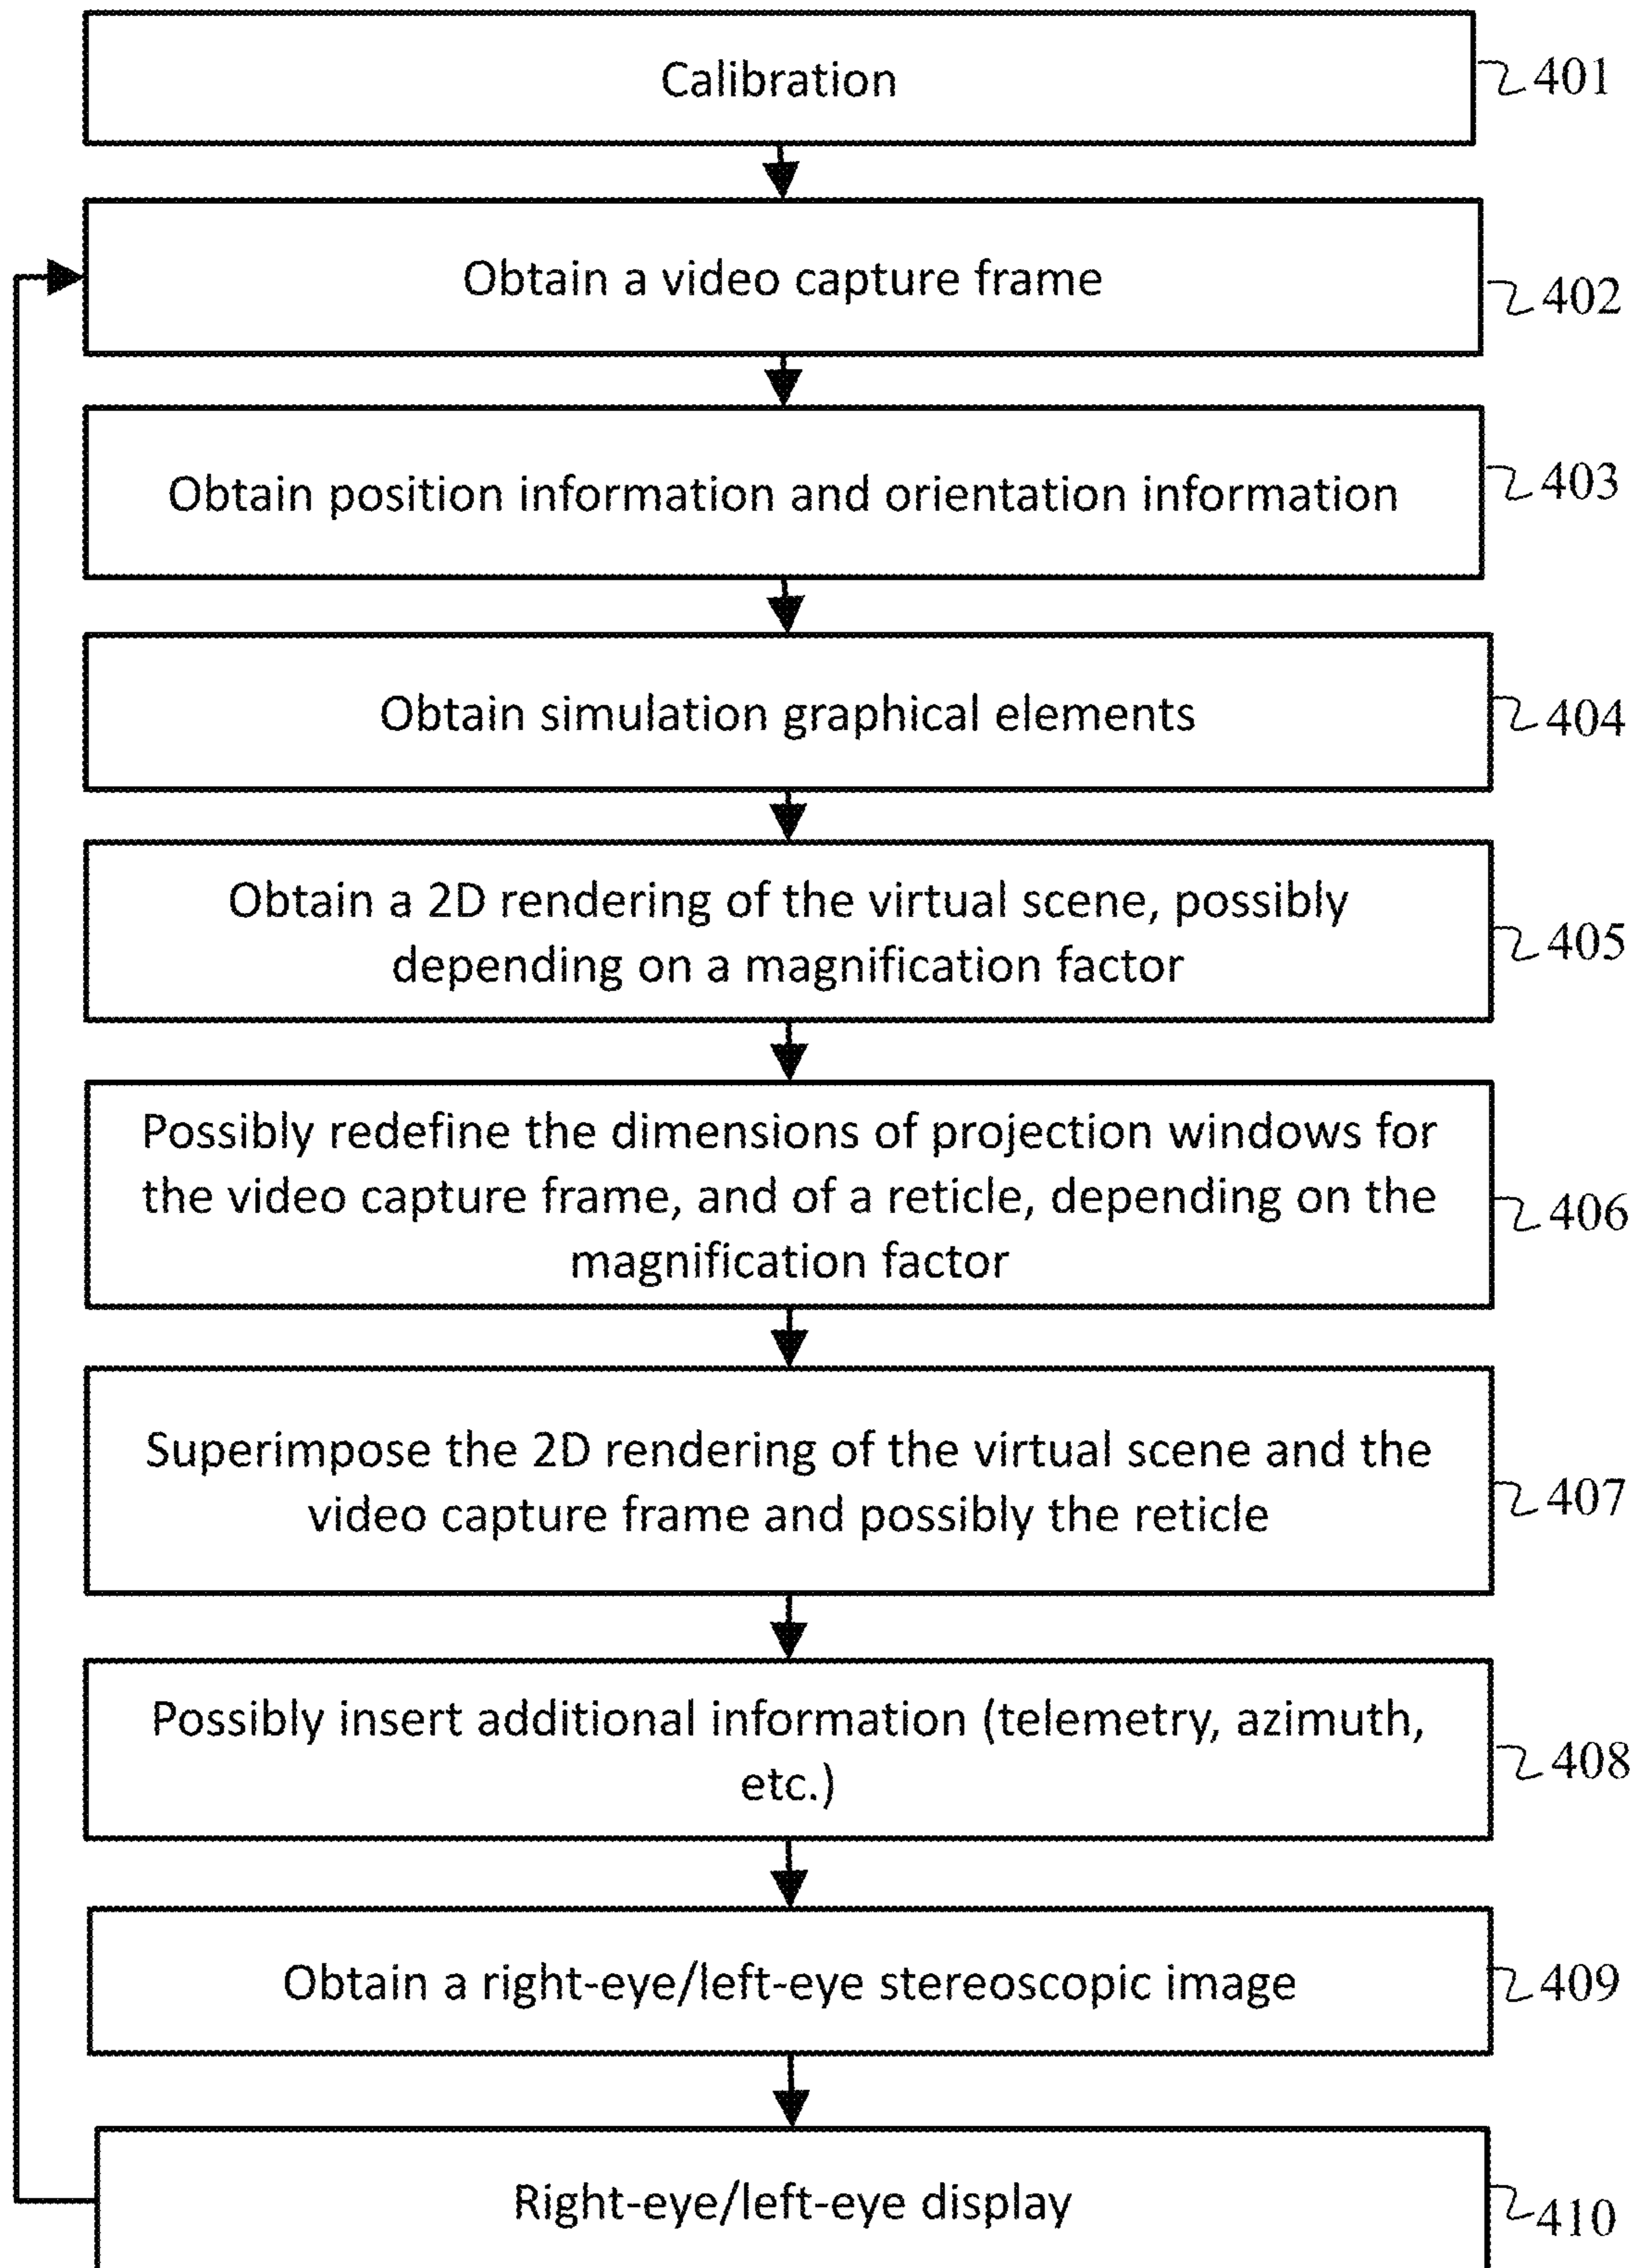 Calibration
401
Obtain a video capture frame
402
Obtain position information and orientation information
403
Obtain simulation graphical elements
404
Obtain a 2D rendering of the virtual scene, possibly
depending on a magnification factor
405
Possibly redefine the dimensions of projection windows for
the video capture frame, and of a reticle, depending on the
magnification factor
406
Superimpose the 2D rendering of the virtual scene and the
video capture frame and possibly the reticle
407
Possibly insert additional information (telemetry, azimuth,
etc.)
408
Obtain a right-eye/left-eye stereoscopic image
409
Right-eye/left-eye display
410